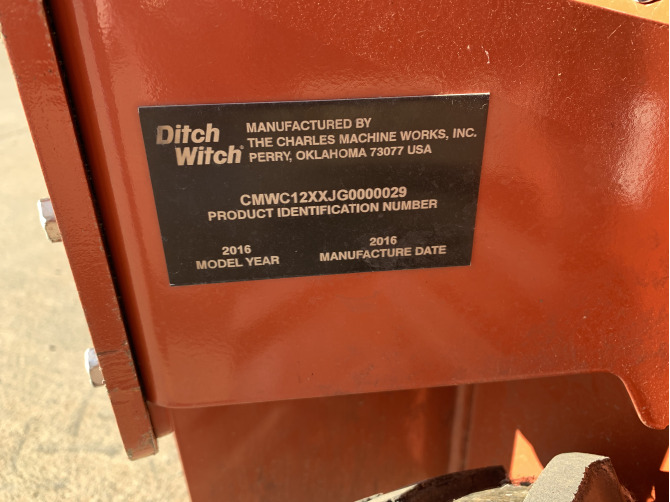 Ditch
Witch®
MANUFACTURED BY
THE CHARLES MACHINE WORKS, INC.
PERRY, OKLAHOMA 73077 USA
CMWC12XXJG0000029
PRODUCT IDENTIFICATION NUMBER
2016
MODEL YEAR
2016
MANUFACTURE DATE